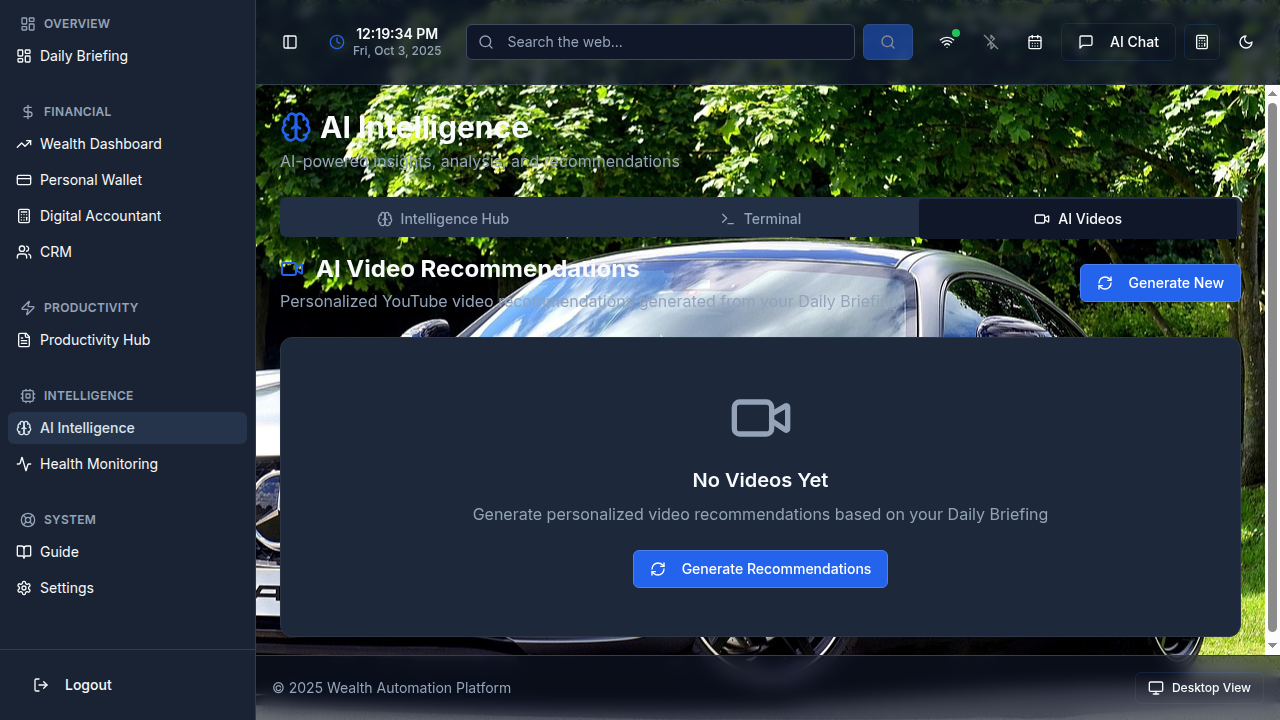 OVERVIEW
Daily Briefing
FINANCIAL
Wealth Dashboard
Personal Wallet
Digital Accountant
CRM
PRODUCTIVITY
Productivity Hub
INTELLIGENCE
AI Intelligence
Health Monitoring
SYSTEM
Guide
Settings
Logout
12:19:34 PM
Fri, Oct 3, 2025
Search the web...
AI Chat
AI Intelligence
AI-powered insights, analysis, and recommendations
Intelligence Hub
Terminal
AI Videos
AI Video Recommendations
Personalized YouTube video recommendations generated from your Daily Briefing
Generate New
No Videos Yet
Generate personalized video recommendations based on your Daily Briefing
Generate Recommendations
© 2025 Wealth Automation Platform
Desktop View